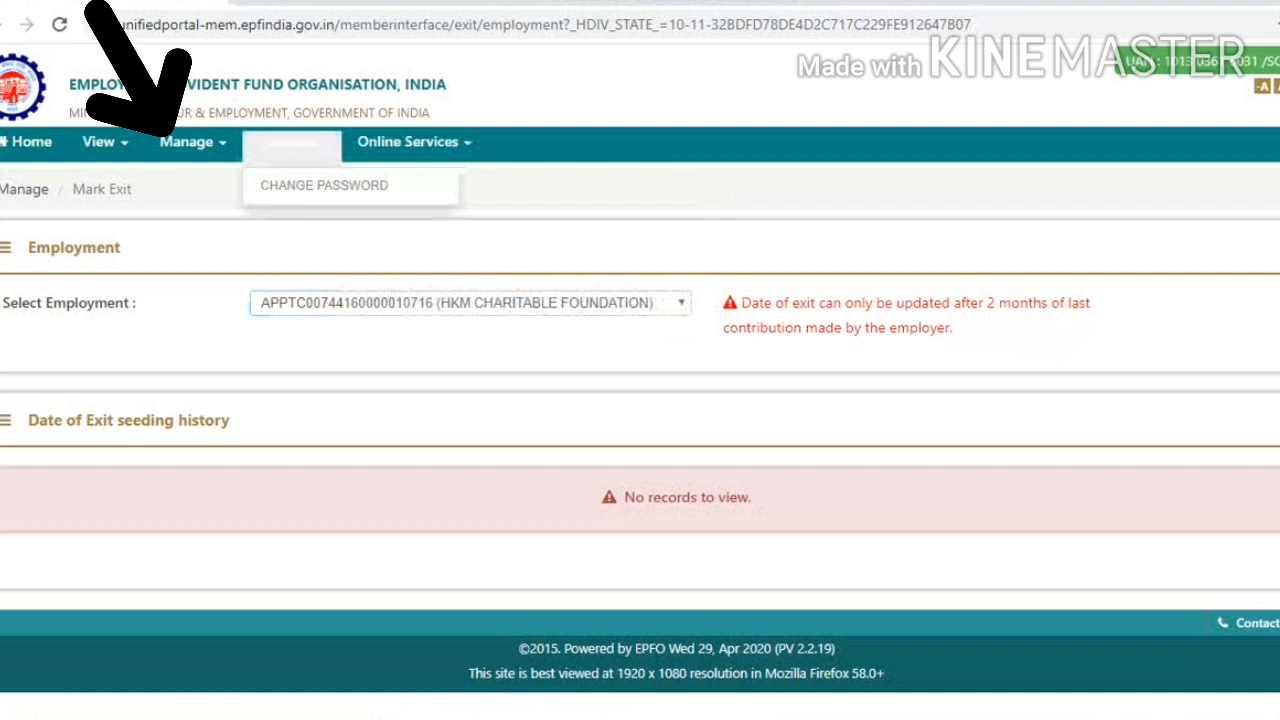 unifiedportal-mem.epfindia.gov.in/memberinterface/exit/employment?_HDIV_STATE_=10-11-32BDFD78DE4D2C717C229FE912647B07
Made with KINEMASTER
FUND ORGANISATION, INDIA
& EMPLOYMENT, GOVERNMENT OF INDIA
-A
Home View Manage Online Services
CHANGE PASSWORD
Manage / Mark Exit
Employment
Select Employment :
APPTC00744160000010716 (HKM CHARITABLE FOUNDATION)
Date of exit can only be updated after 2 months of last
contribution made by the employer.
Date of Exit seeding history
No records to view.
Contact
©2015. Powered by EPFO Wed 29, Apr 2020 (PV 2.2.19)
This site is best viewed at 1920 x 1080 resolution in Mozilla Firefox 58.0+